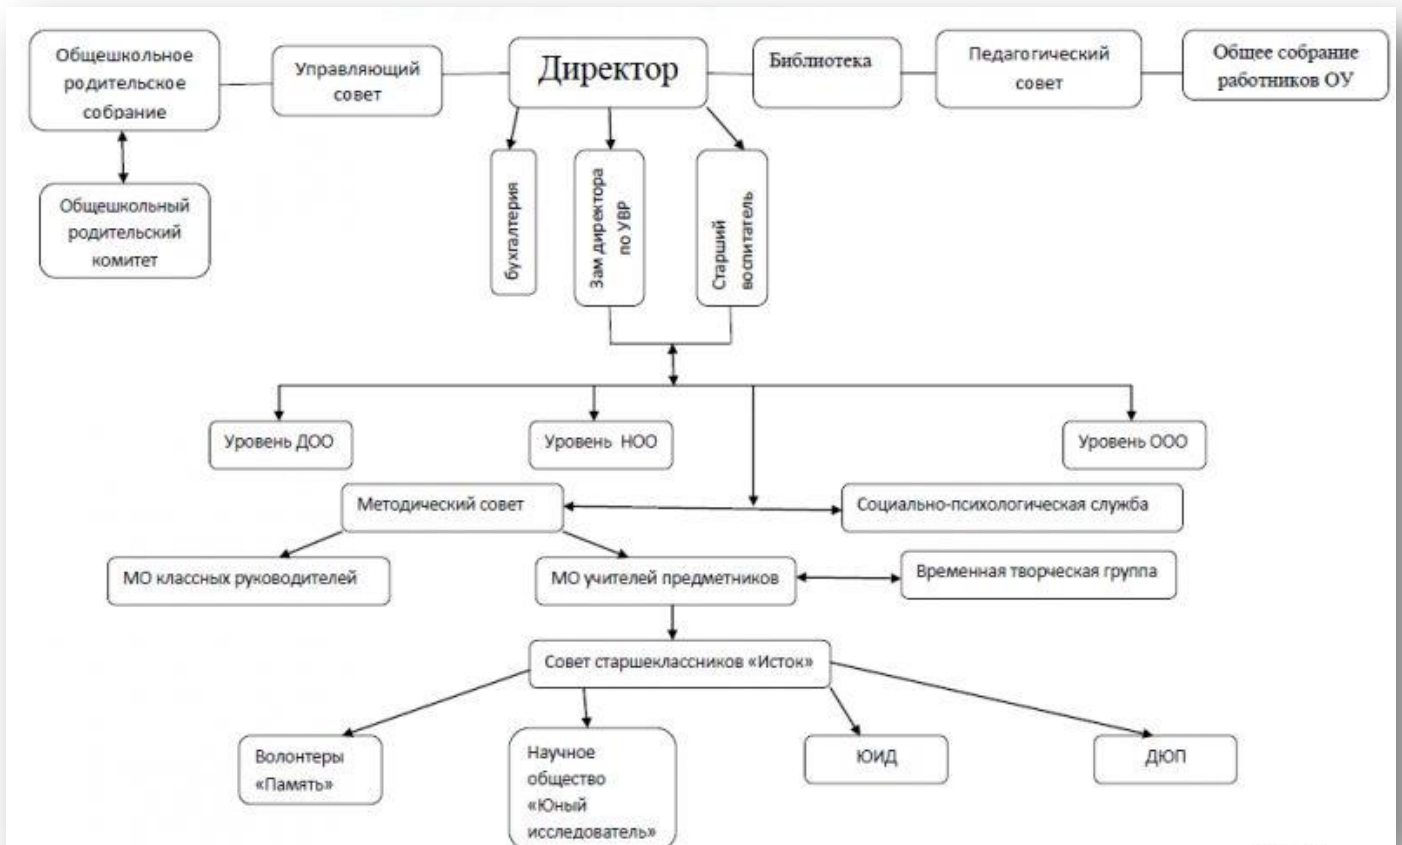 Общешкольное
родительское
собрание
Управляющий
совет
Директор
Библиотека
Педагогический
совет
Общее собрание
работников ОУ
Общешкольный
родительский
комитет
бухгалтерия
Зам директора
по УВР
Старший
воспитатель
Уровень ДОО
Уровень НОО
Уровень ООО
Методический совет
Социально-психологическая служба
МО классных руководителей
МО учителей предметников
Временная творческая группа
Совет старшеклассников «Исток»
Волонтеры
«Память»
Научное
общество
«Юный
исследователь»
ЮИД
ДЮП